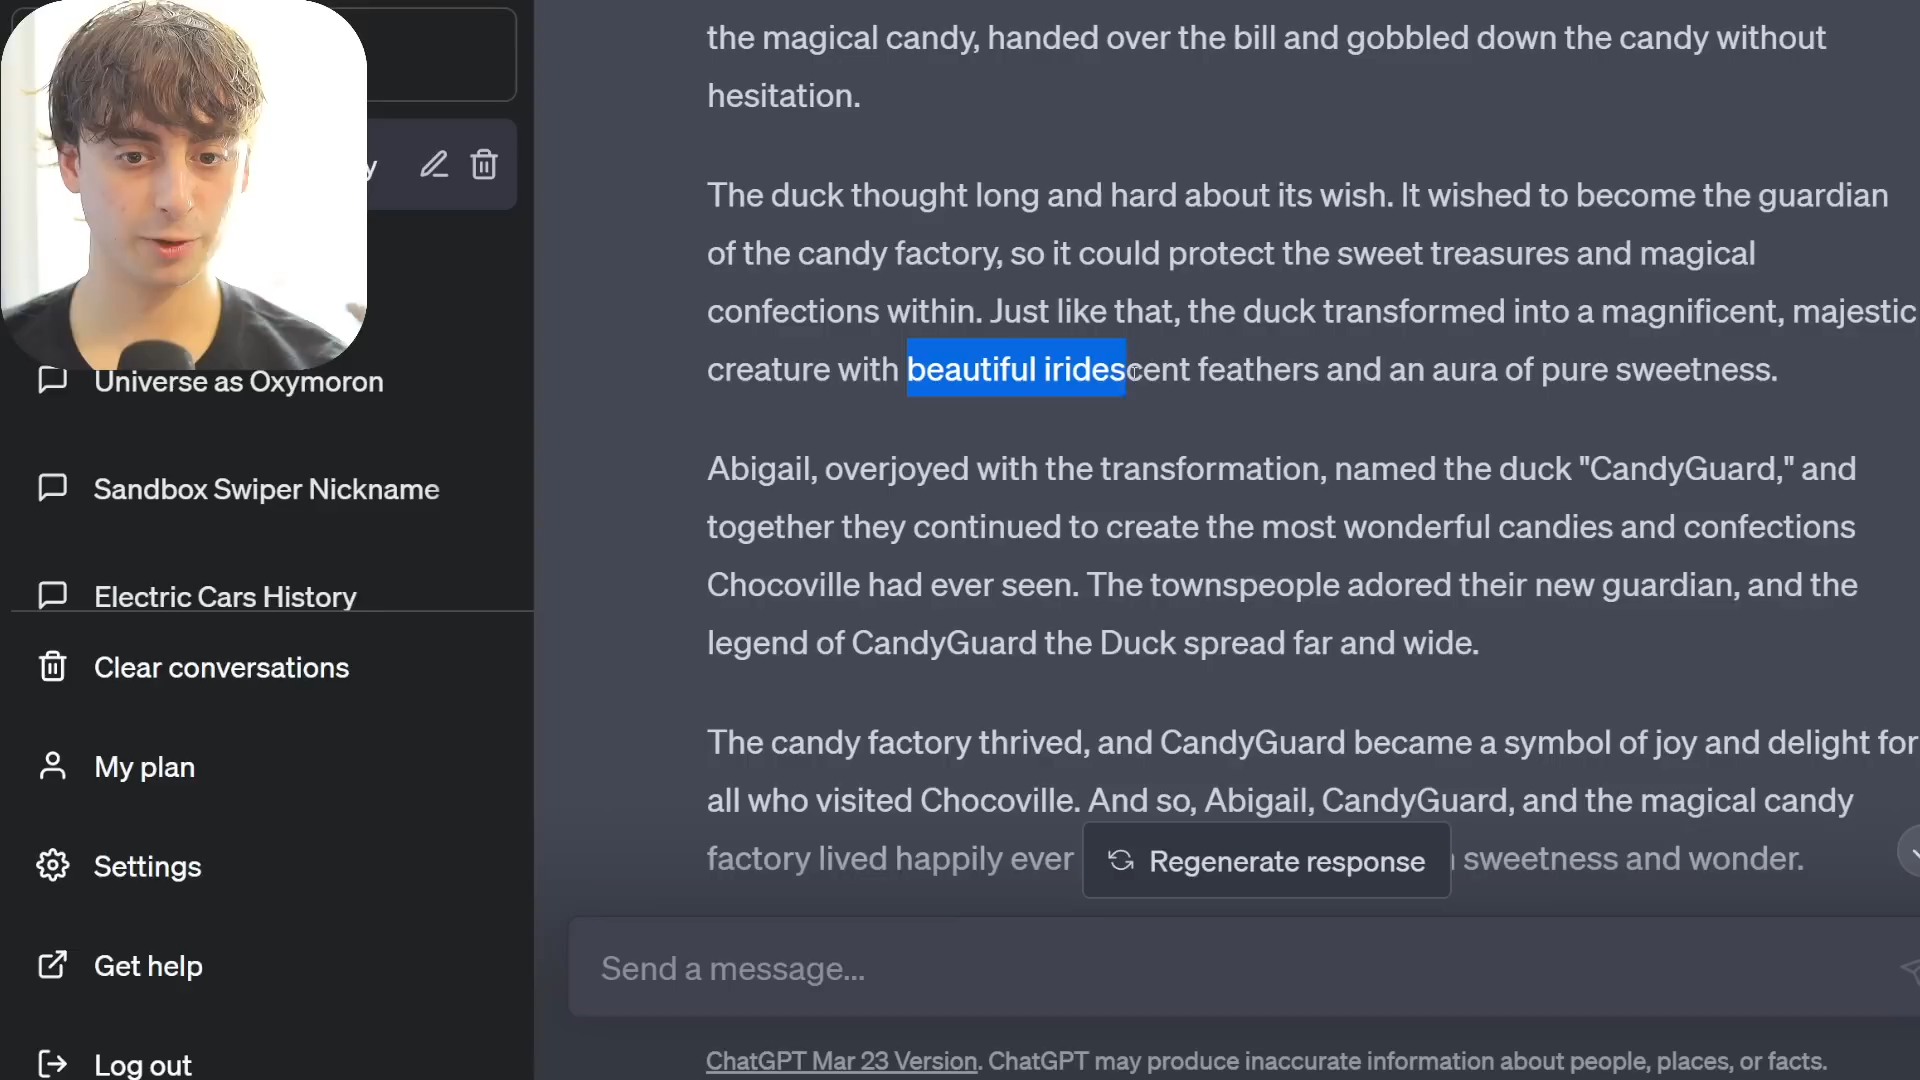 y
Universe as Oxymoron
Sandbox Swiper Nickname
Electric Cars History
Clear conversations
My plan
Settings
Get help
Log out
the magical candy, handed over the bill and gobbled down the candy without
hesitation.
The duck thought long and hard about its wish. It wished to become the guardian
of the candy factory, so it could protect the sweet treasures and magical
confections within. Just like that, the duck transformed into a magnificent, majestic
creature with beautiful iridescent feathers and an aura of pure sweetness.
Abigail, overjoyed with the transformation, named the duck "CandyGuard," and
together they continued to create the most wonderful candies and confections
Chocoville had ever seen. The townspeople adored their new guardian, and the
legend of CandyGuard the Duck spread far and wide.
The candy factory thrived, and CandyGuard became a symbol of joy and delight for
all who visited Chocoville. And so, Abigail, CandyGuard, and the magical candy
factory lived happily ever sweetness and wonder.
Regenerate response
Send a message...
ChatGPT Mar 23 Version. ChatGPT may produce inaccurate information about people, places, or facts.